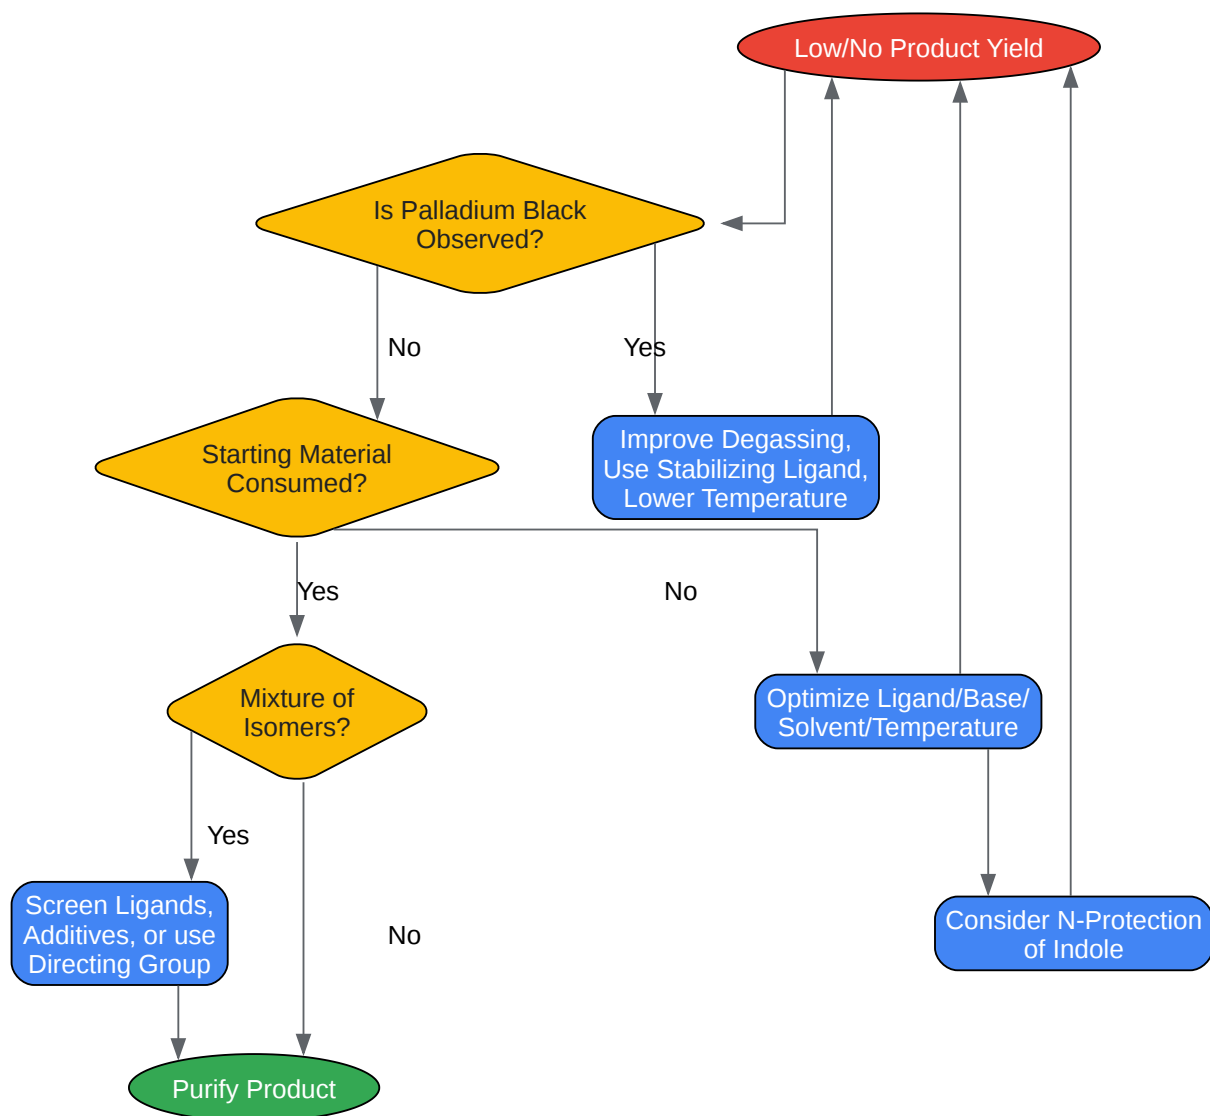 Low/No Product Yield
Is Palladium Black
Observed?
No
Yes
Starting Material
Consumed?
Improve Degassing,
Use Stabilizing Ligand,
Lower Temperature
Yes
No
Mixture of
Isomers?
Optimize Ligand/Base/
Solvent/Temperature
Yes
No
Screen Ligands,
Additives, or use
Directing Group
Consider N-Protection
of Indole
Purify Product